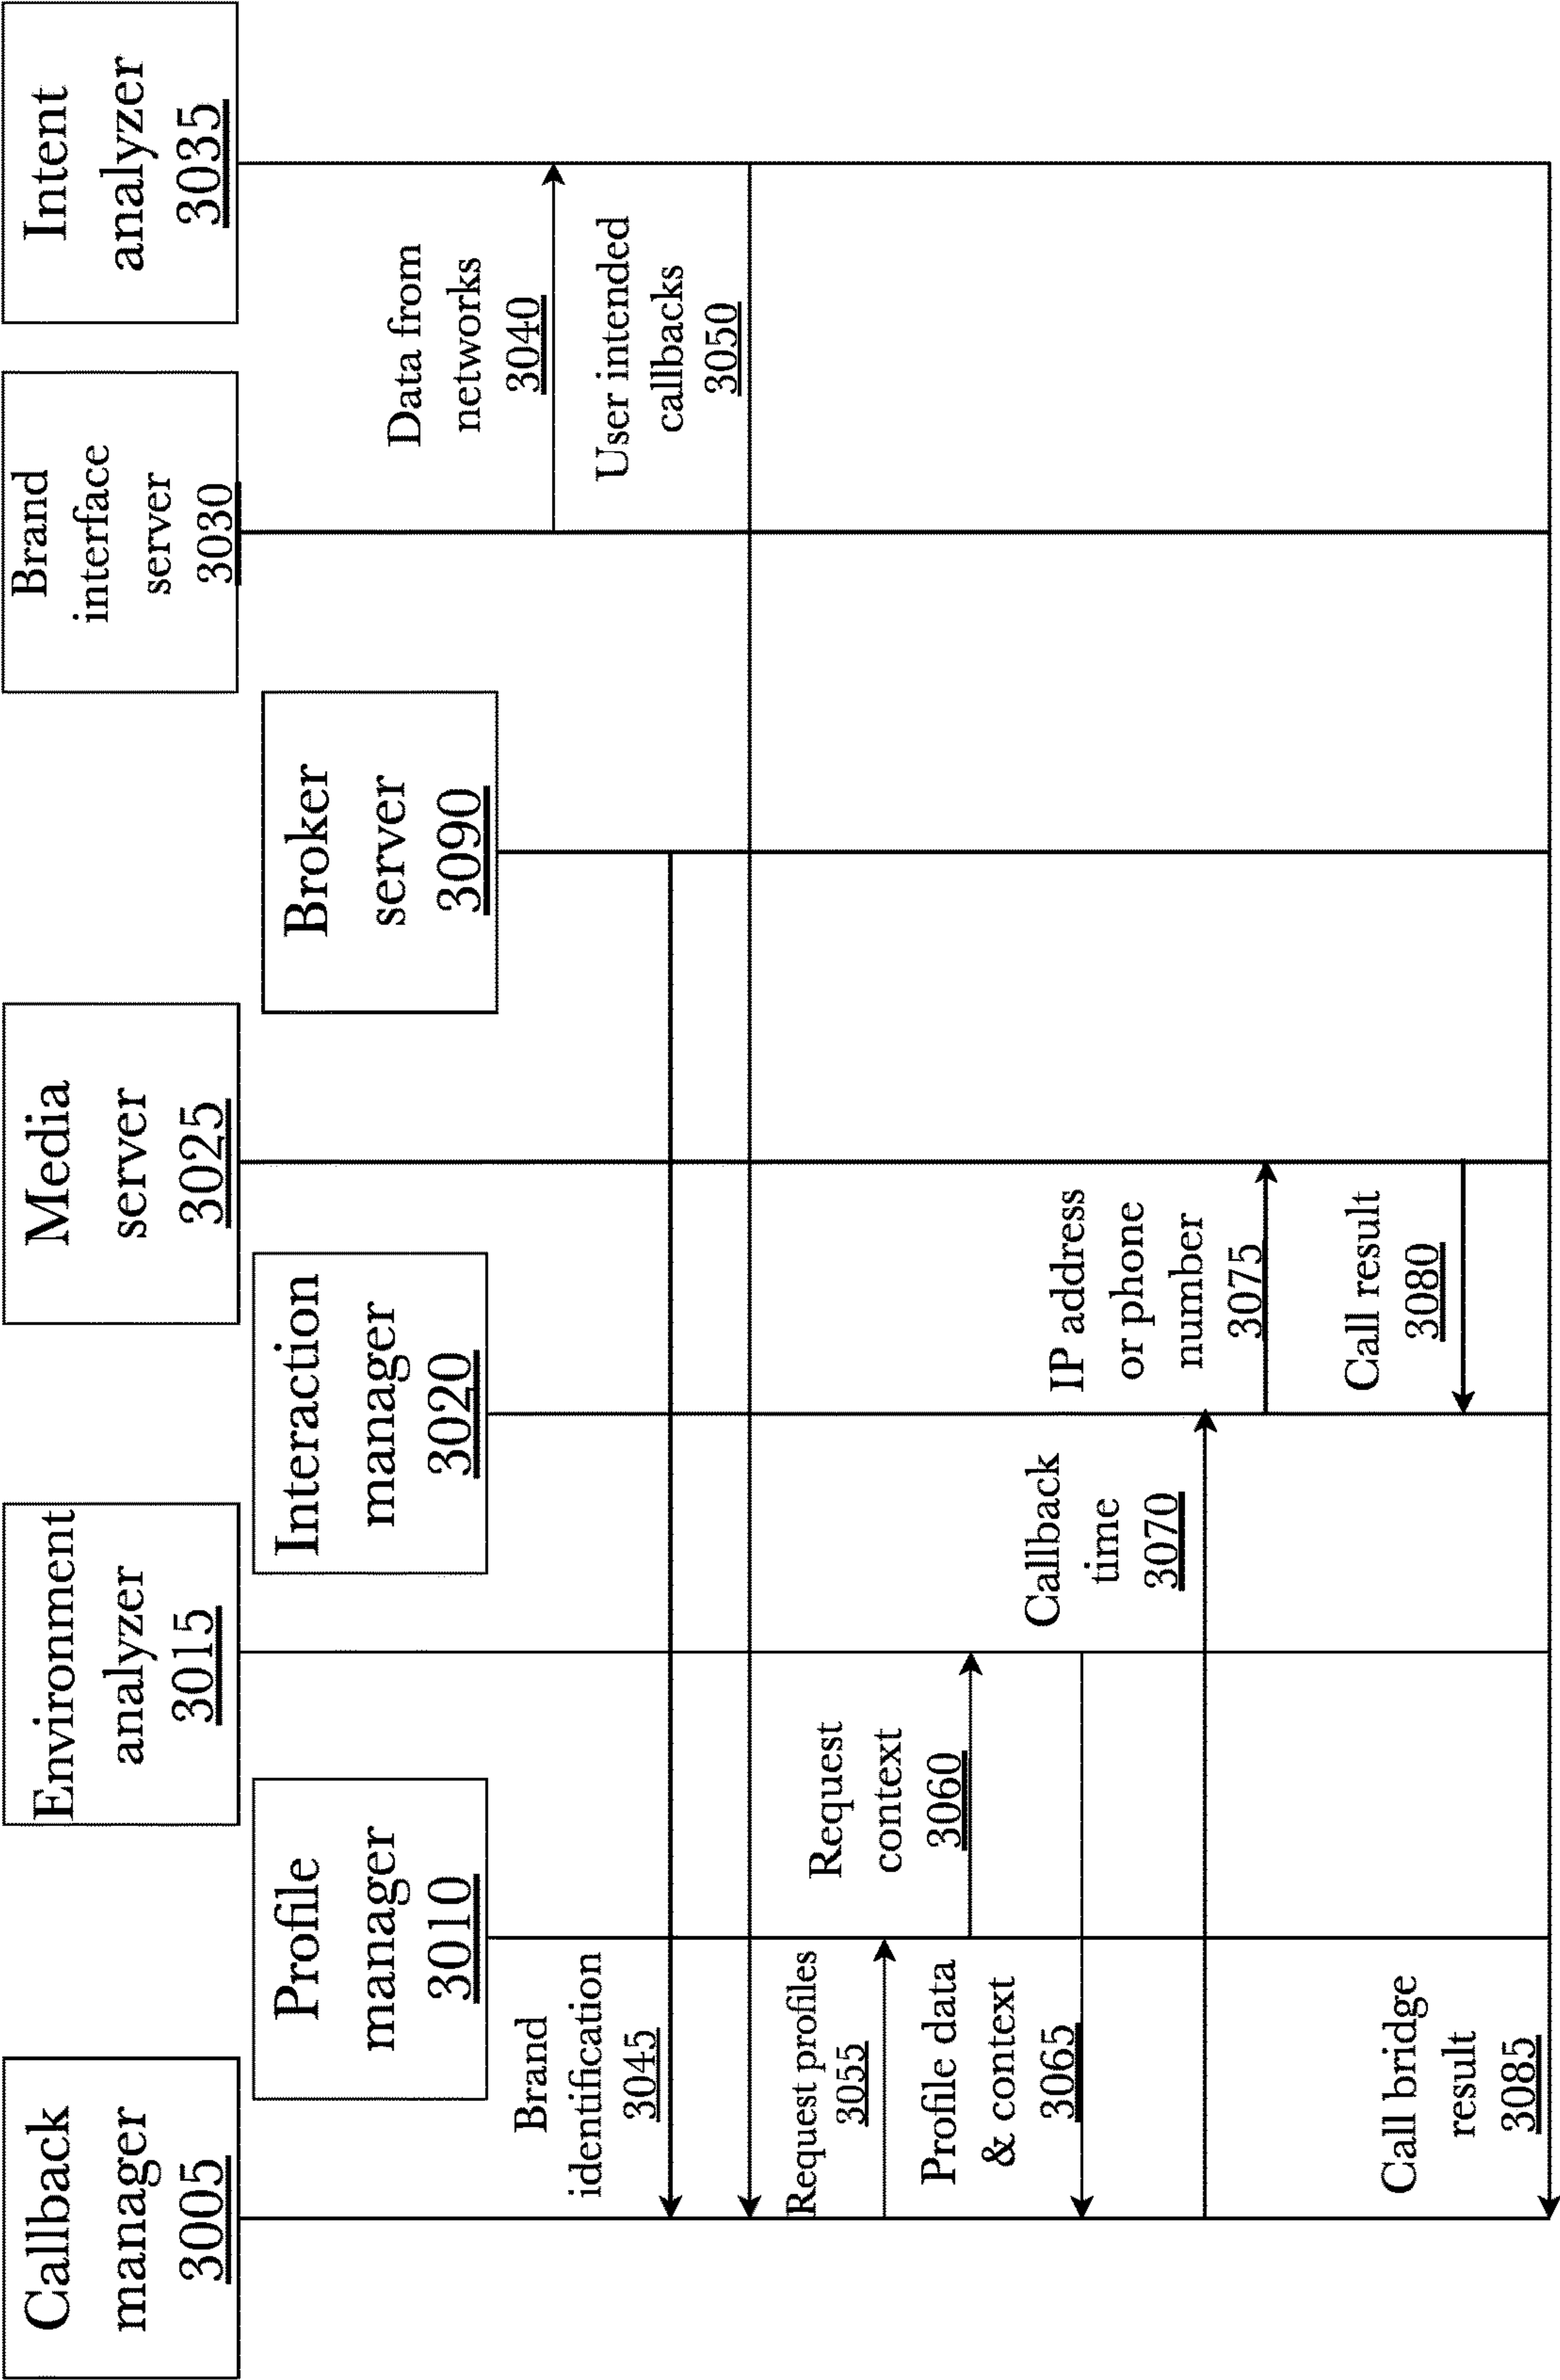 Callback
manager
3005
Profile
manager
3010
Environment
analyzer
3015
Interaction
manager
3020
Media
server
3025
Broker
server
3090
Brand
interface
server
3030
Intent
analyzer
3035
Data from
networks
3040
Brand
identification
3045
User intended
callbacks
3050
Request profiles
3055
Request
context
3060
Profile data
& context
3065
Callback
time
3070
IP address
or phone
number
3075
Call result
3080
Call bridge
result
3085